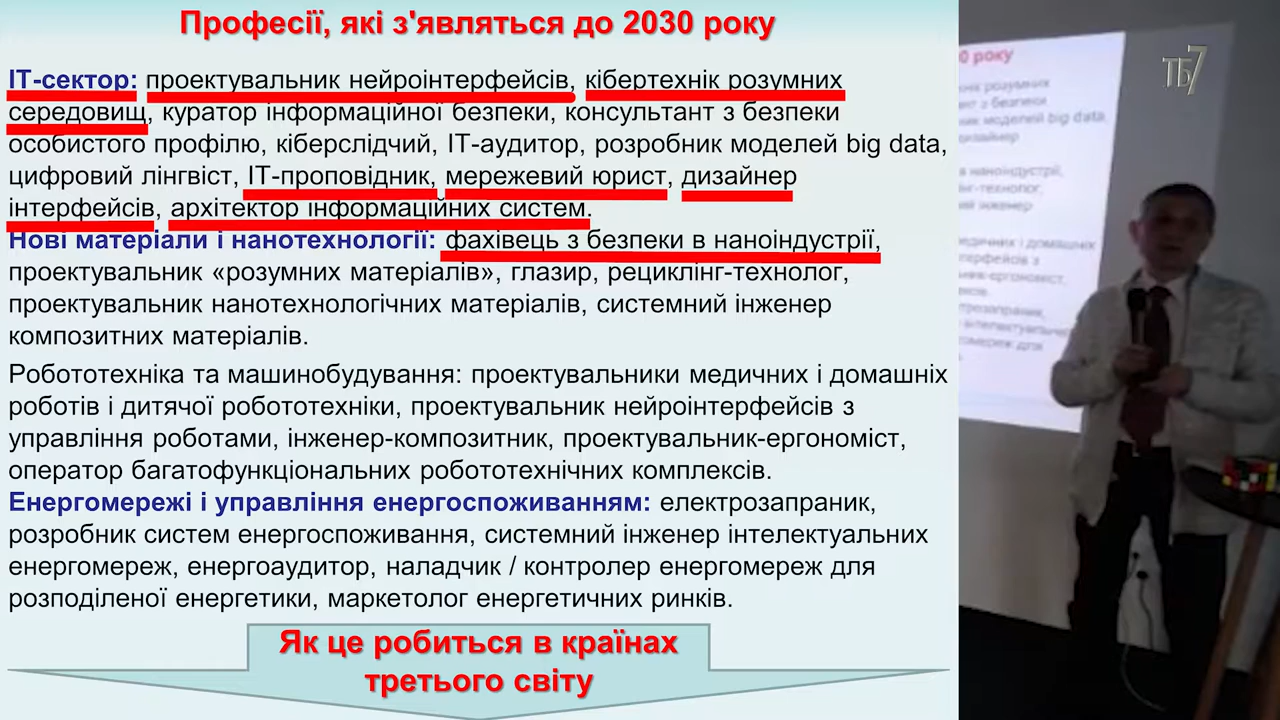 Професії, які з'являться до 2030 року
ІТ-сектор: проектувальник нейроінтерфейсів, кібертехнік розумних
середовищ, куратор інформаційної безпеки, консультант з безпеки
особистого профілю, кіберслідчий, ІТ-аудитор, розробник моделей big data,
цифровий лінгвіст, ІТ-проповідник, мережевий юрист, дизайнер
інтерфейсів, архітектор інформаційних систем.
Нові матеріали і нанотехнології: фахівець з безпеки в наноіндустрії,
проектувальник «розумних матеріалів», глазир, рециклінг-технолог,
проектувальник нанотехнологічних матеріалів, системний інженер
композитних матеріалів.
Робототехніка та машинобудування: проектувальники медичних і домашніх
роботів і дитячої робототехніки, проектувальник нейроінтерфейсів з
управління роботами, інженер-композитник, проектувальник-ергономіст,
оператор багатофункціональних робототехнічних комплексів.
Енергомережі і управління енергоспоживанням: електрозапраник,
розробник систем енергоспоживання, системний інженер інтелектуальних
енергомереж, енергоаудитор, наладчик / контролер енергомереж для
розподіленої енергетики, маркетолог енергетичних ринків.
Як це робиться в країнах
третього світу
ТБ7
0 року
моделей big data,